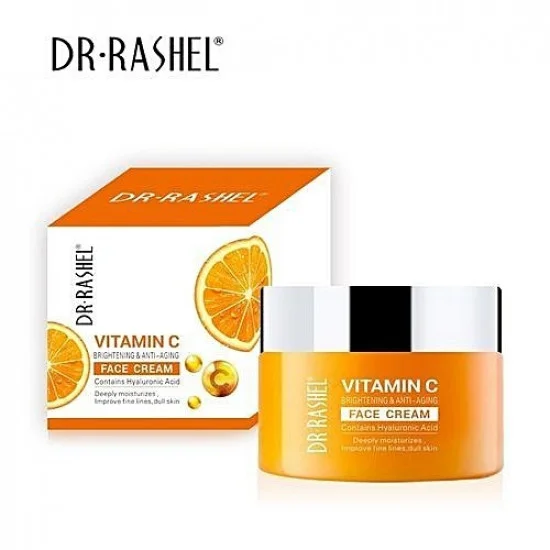 DR·RASHEL®
DR·RASHEL®
DR·RASHEL®
VITAMIN C
BRIGHTENING & ANTI-AGING
FACE CREAM
Contains Hyaluronic Acid
Deeply moisturizes,
Improve fine lines, dull skin
C
DR·RASHEL®
VITAMIN C
BRIGHTENING & ANTI-AGING
FACE CREAM
Contains Hyaluronic Acid
Deeply moisturizes,
Improve fine lines, dull skin